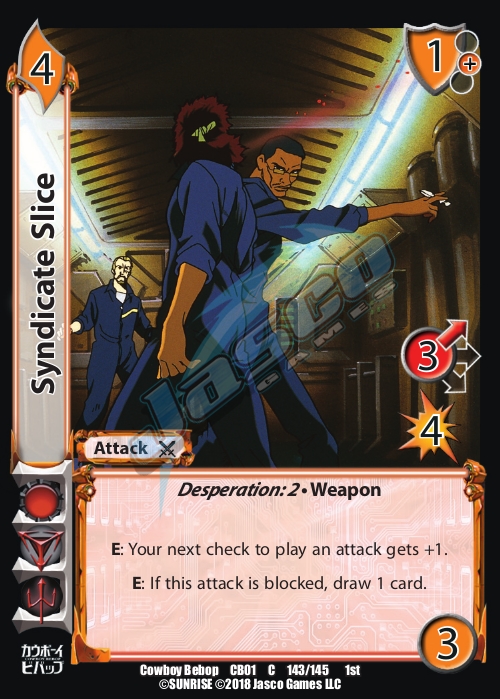 4
1
+
Syndicate Slice
Jasco
GAMES
3
4
Attack
Desperation: 2 • Weapon
E: Your next check to play an attack gets +1.
E: If this attack is blocked, draw 1 card.
カウボーイ
ビバップ
3
Cowboy Bebop CB01 C 143/145 1st
©SUNRISE ©2018 Jasco Games LLC